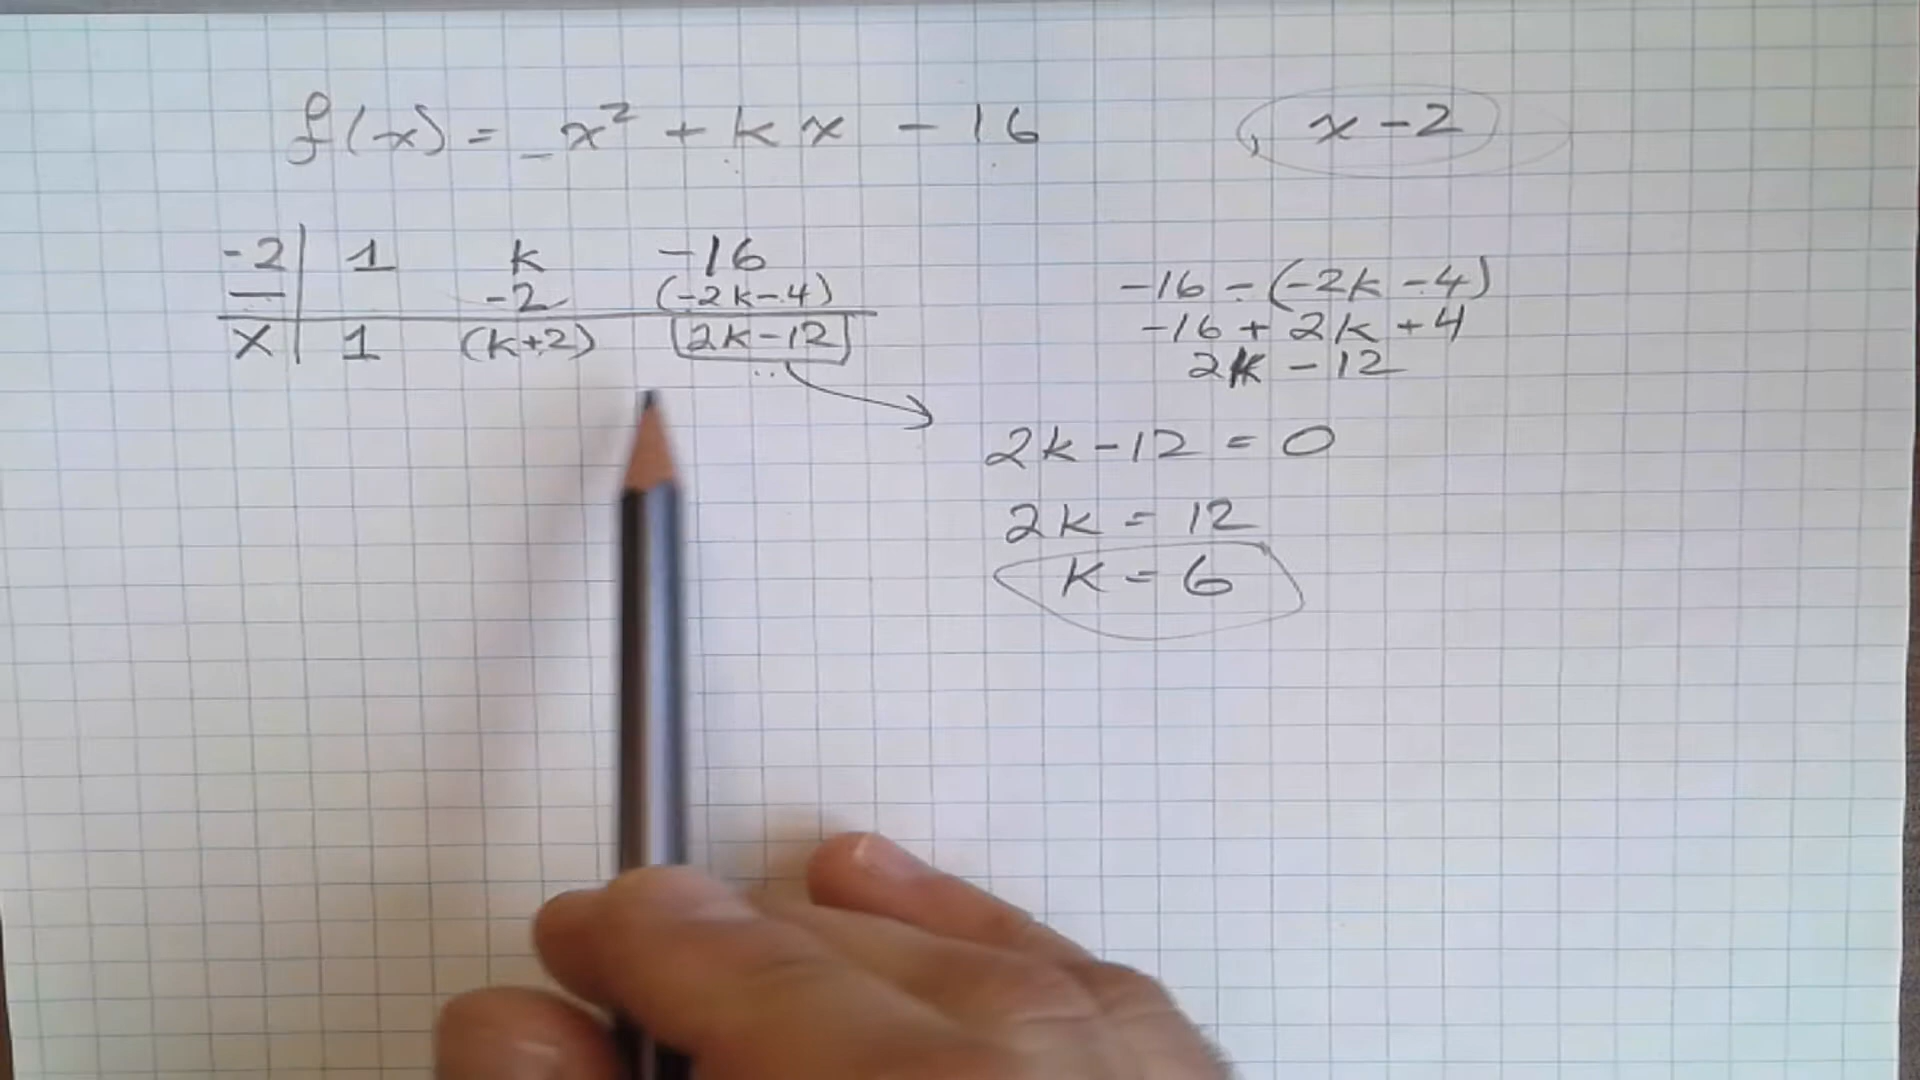 f(x) = x² + kx - 16 , x - 2
-2 | 1 k -16
— -2 (-2k-4)
x | 1 (k+2) 2k-12
-16 - (-2k - 4)
-16 + 2k + 4
2k - 12
2k - 12 = 0
2k = 12
k = 6